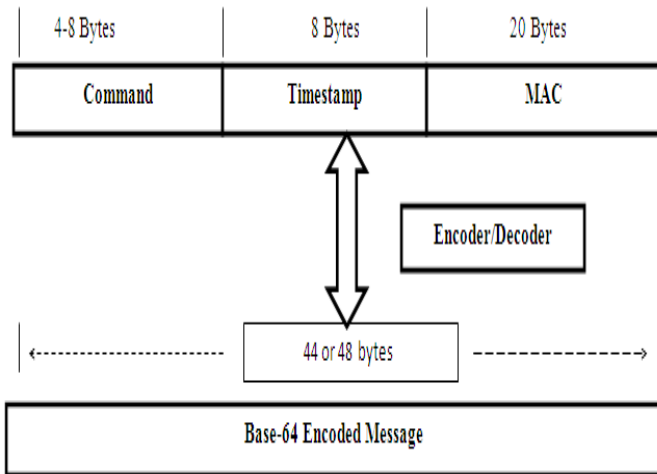 4-8 Bytes 8 Bytes 20 Bytes
Command Timestamp MAC
Encoder/Decoder
44 or 48 bytes
Base-64 Encoded Message